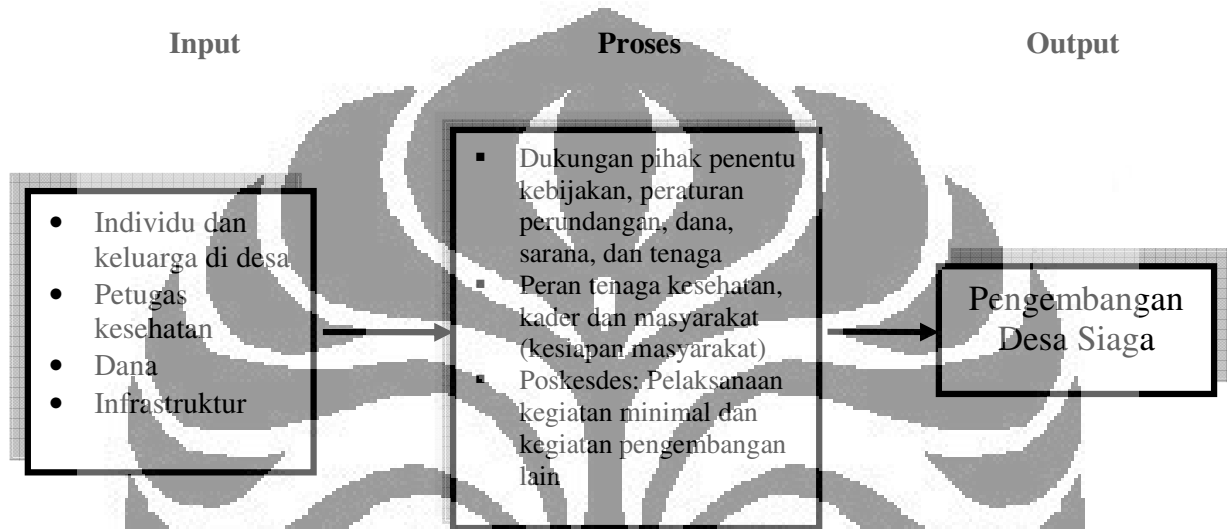 Input
Proses
Output
• Individu dan
keluarga di desa
• Petugas
kesehatan
• Dana
• Infrastruktur
▪ Dukungan pihak penentu
kebijakan, peraturan
perundangan, dana,
sarana, dan tenaga
▪ Peran tenaga kesehatan,
kader dan masyarakat
(kesiapan masyarakat)
▪ Poskesdes: Pelaksanaan
kegiatan minimal dan
kegiatan pengembangan
lain
Pengembangan
Desa Siaga